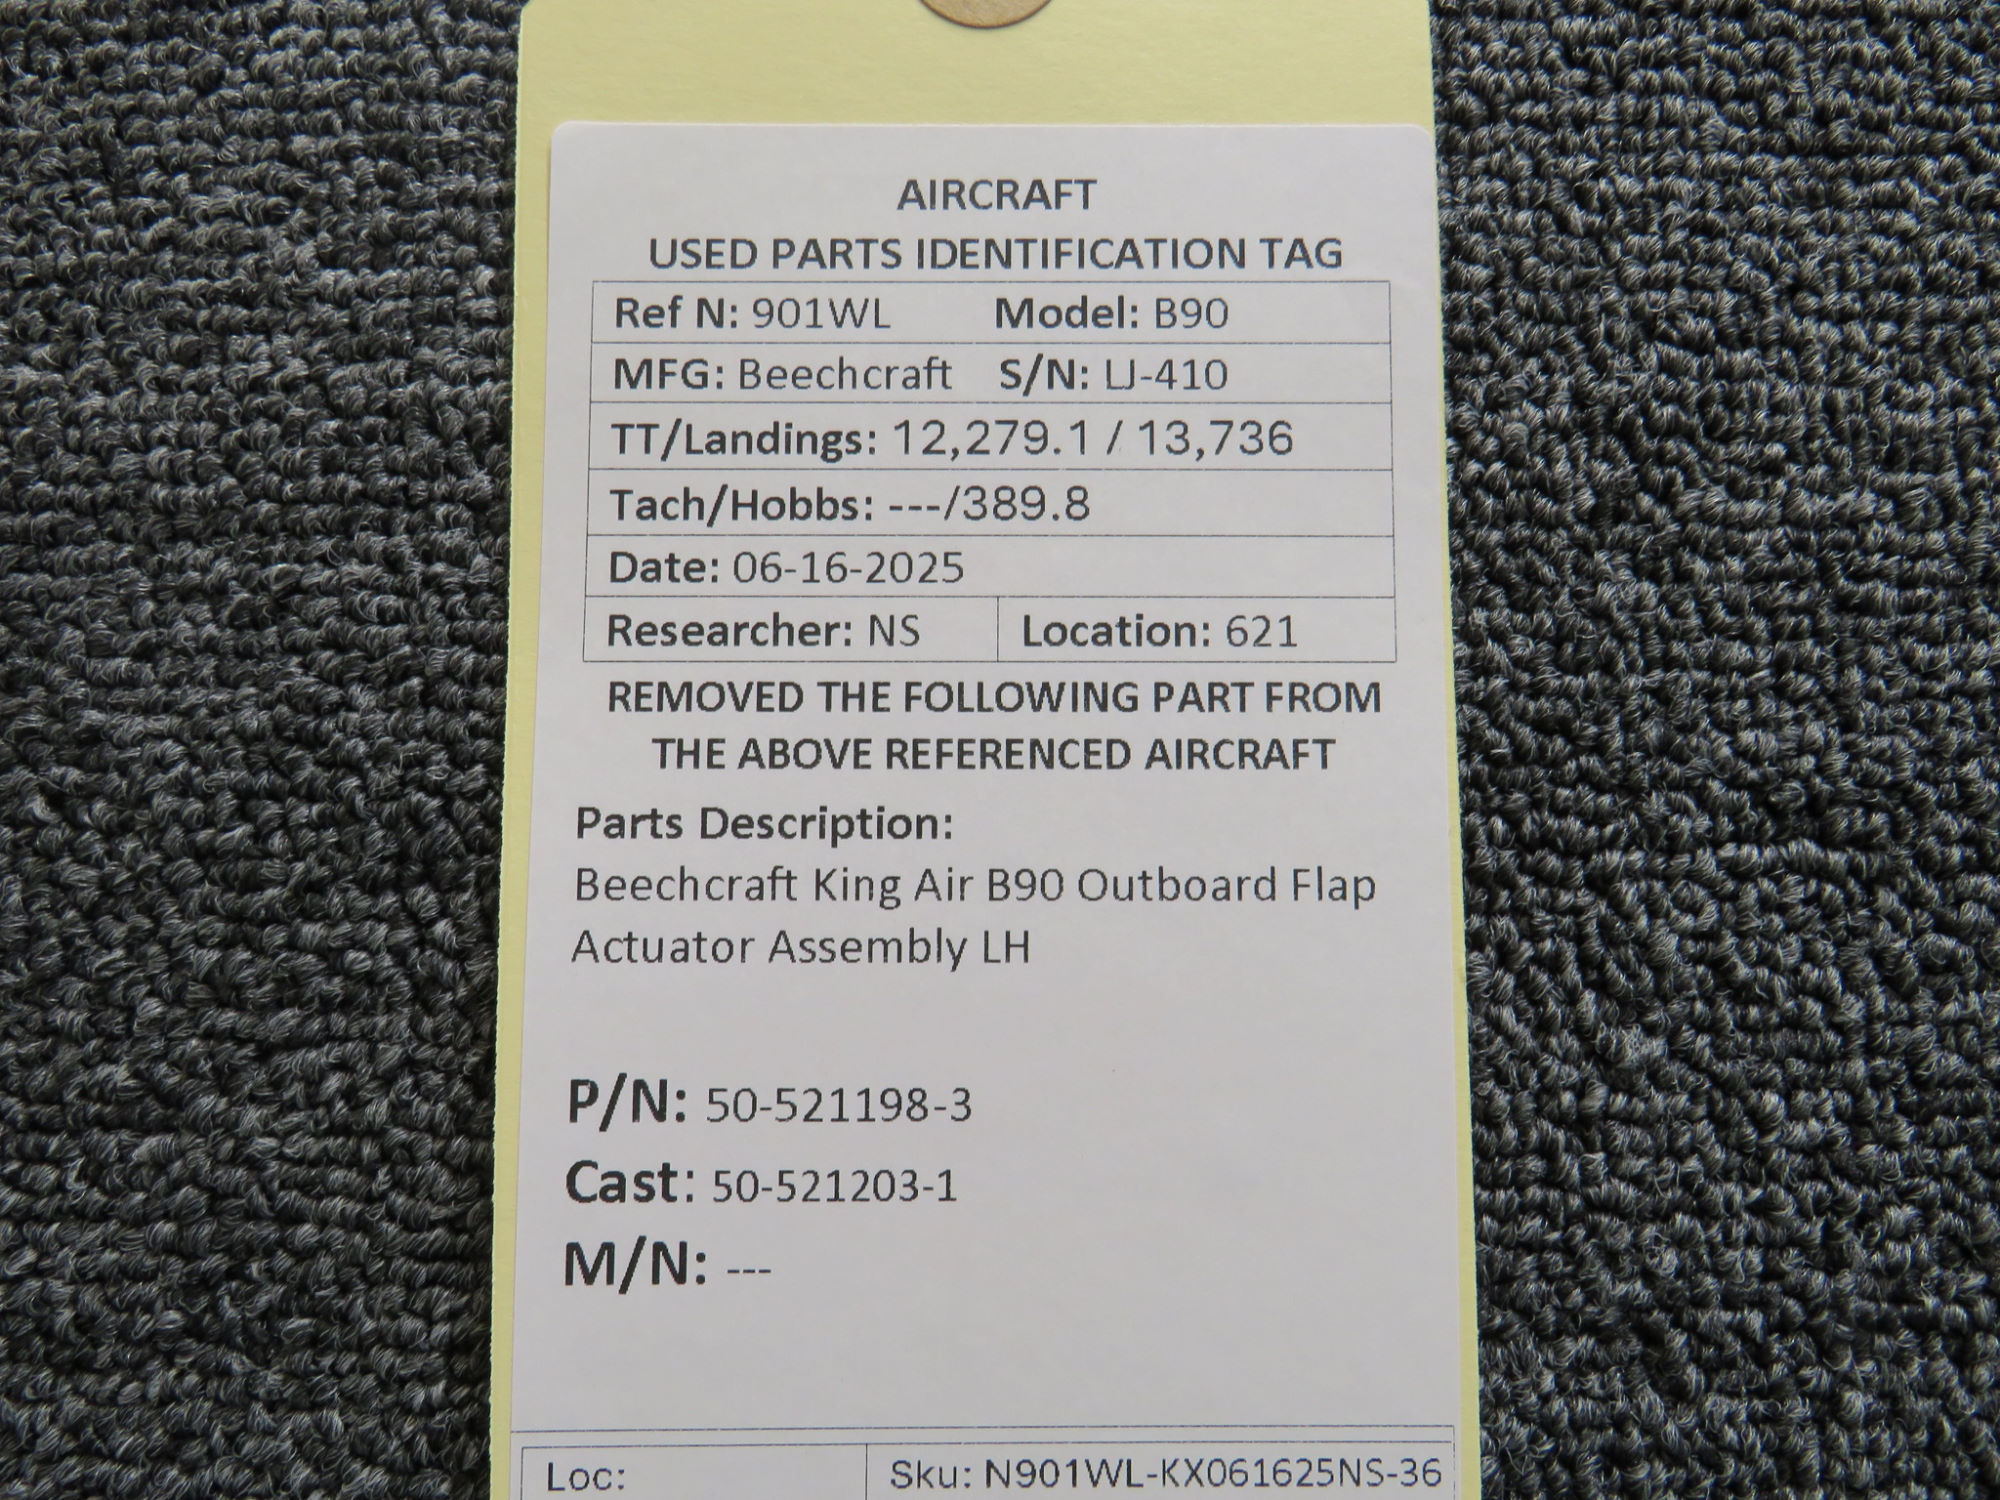 AIRCRAFT
USED PARTS IDENTIFICATION TAG
Ref N: 901WL Model: B90
MFG: Beechcraft S/N: LJ-410
TT/Landings: 12,279.1 / 13,736
Tach/Hobbs: ---/389.8
Date: 06-16-2025
Researcher: NS Location: 621
REMOVED THE FOLLOWING PART FROM
THE ABOVE REFERENCED AIRCRAFT
Parts Description:
Beechcraft King Air B90 Outboard Flap
Actuator Assembly LH
P/N: 50-521198-3
Cast: 50-521203-1
M/N: ---
Loc: Sku: N901WL-KX061625NS-36